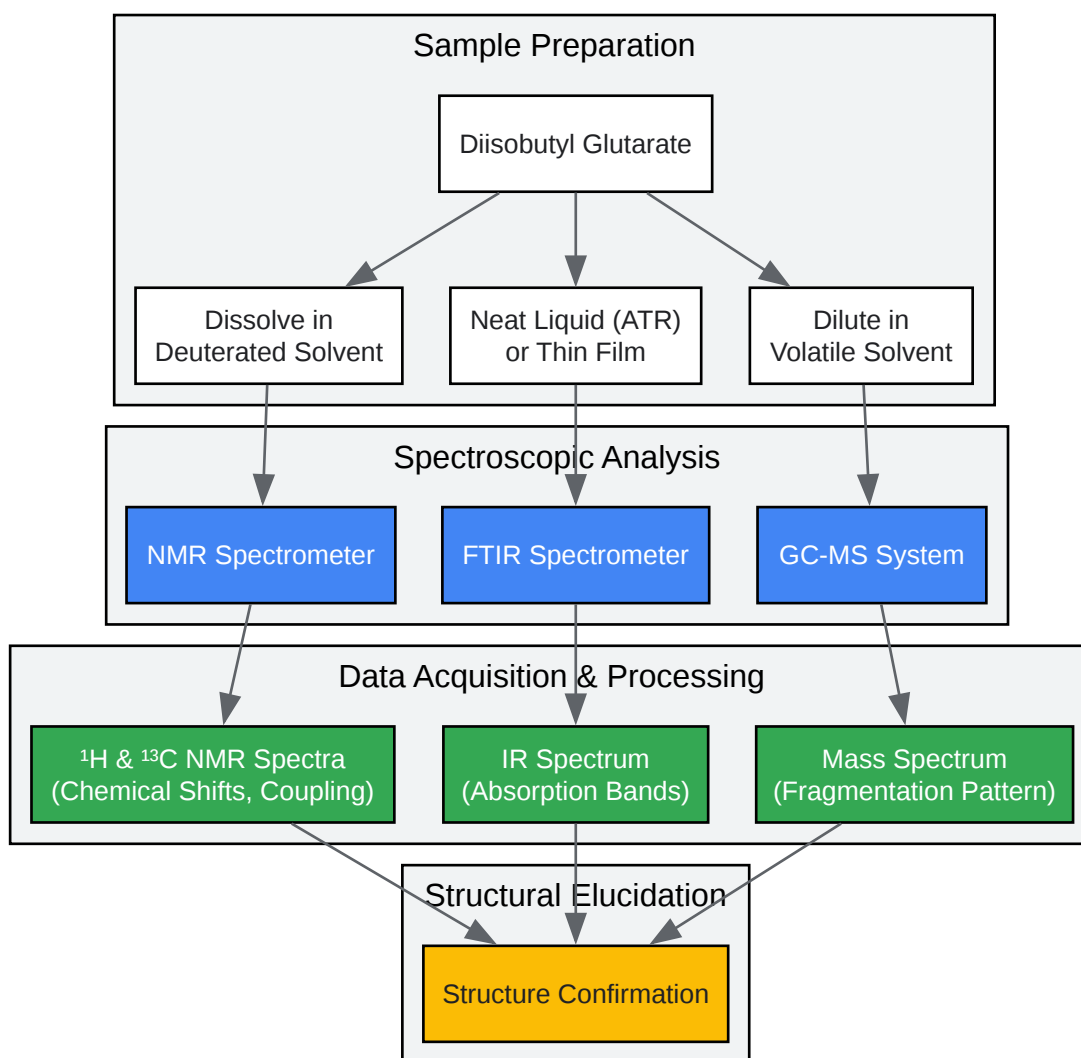 Sample Preparation
Diisobutyl Glutarate
Dissolve in
Deuterated Solvent
Neat Liquid (ATR)
or Thin Film
Dilute in
Volatile Solvent
Spectroscopic Analysis
NMR Spectrometer
FTIR Spectrometer
GC-MS System
Data Acquisition & Processing
¹H & ¹³C NMR Spectra
(Chemical Shifts, Coupling)
IR Spectrum
(Absorption Bands)
Mass Spectrum
(Fragmentation Pattern)
Structural Elucidation
Structure Confirmation